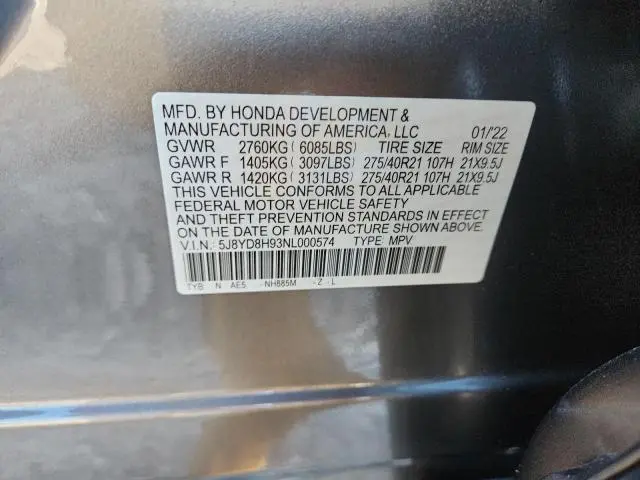 MFD. BY HONDA DEVELOPMENT &
MANUFACTURING OF AMERICA, LLC 01/'22
GVWR 2760KG (6085LBS) TIRE SIZE RIM SIZE
GAWR F 1405KG (3097LBS) 275/40R21 107H 21X9.5J
GAWR R 1420KG (3131LBS) 275/40R21 107H 21X9.5J
THIS VEHICLE CONFORMS TO ALL APPLICABLE
FEDERAL MOTOR VEHICLE SAFETY
AND THEFT PREVENTION STANDARDS IN EFFECT
ON THE DATE OF MANUFACTURE SHOWN ABOVE.
V.I.N.: 5J8YD8H93NL000574 TYPE: MPV
TYB N AE5 -NH885M -Z -L